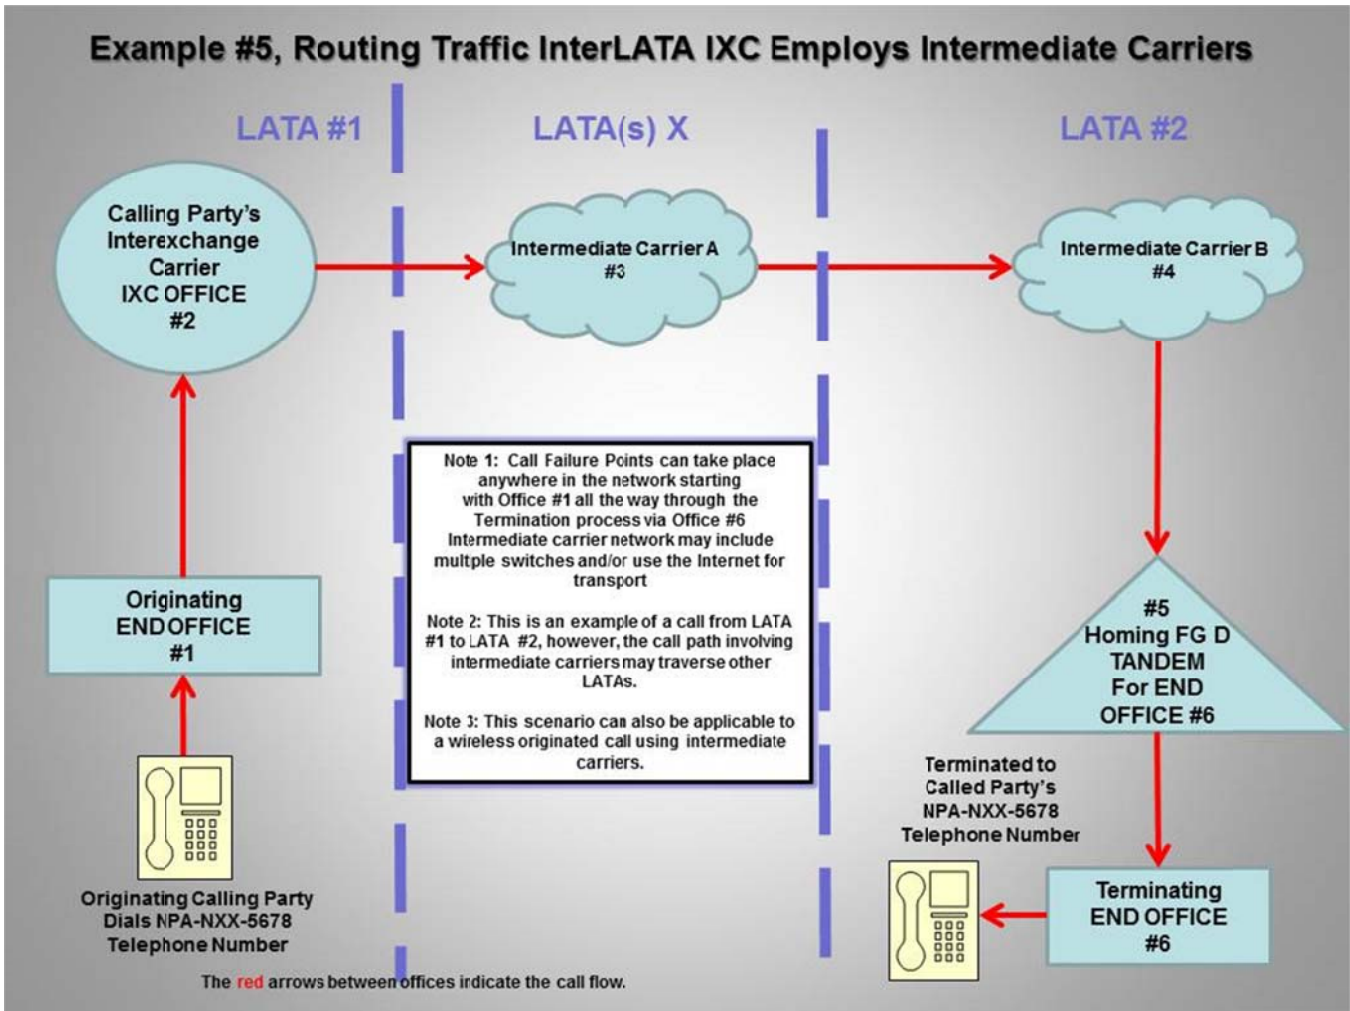 Example #5, Routing Traffic InterLATA IXC Employs Intermediate Carriers
LATA #1
LATA(s) X
LATA #2
Calling Party's
Interexchange
Carrier
IXC OFFICE
#2
Intermediate Carrier A
#3
Intermediate Carrier B
#4
Originating
END OFFICE
#1
Note 1: Call Failure Points can take place
anywhere in the network starting
with Office #1 all the way through the
Termination process via Office #6
Intermediate carrier network may include
multple switches and/or use the Internet for
transport
Note 2: This is an example of a call from LATA
#1 to LATA #2, however, the call path involving
intermediate carriers may traverse other
LATAs.
Note 3: This scenario can also be applicable to
a wireless originated call using intermediate
carriers.
#5
Homing FG D
TANDEM
For END
OFFICE #6
Terminated to
Called Party's
NPA-NXX-5678
Telephone Number
Originating Calling Party
Dials NPA-NXX-5678
Telephone Number
Terminating
END OFFICE
#6
The red arrows between offices indicate the call flow.